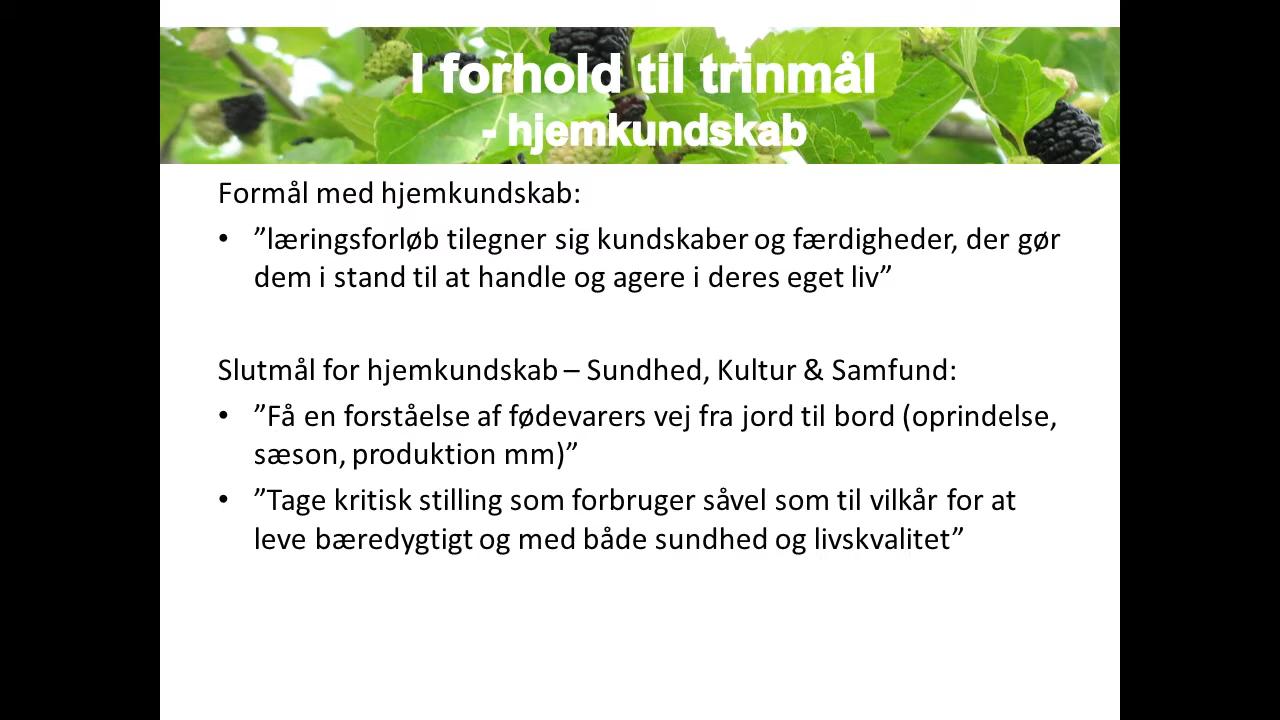 I forhold til trinmål
- hjemkundskab
Formål med hjemkundskab:
• ”læringsforløb tilegner sig kundskaber og færdigheder, der gør
dem i stand til at handle og agere i deres eget liv”
Slutmål for hjemkundskab – Sundhed, Kultur & Samfund:
• ”Få en forståelse af fødevarers vej fra jord til bord (oprindelse,
sæson, produktion mm)”
• ”Tage kritisk stilling som forbruger såvel som til vilkår for at
leve bæredygtigt og med både sundhed og livskvalitet”